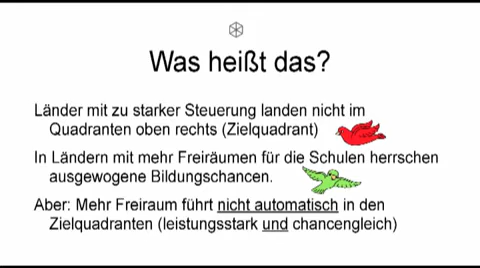 Was heißt das?
Länder mit zu starker Steuerung landen nicht im
Quadranten oben rechts (Zielquadrant)
In Ländern mit mehr Freiräumen für die Schulen herrschen
ausgewogene Bildungschancen.
Aber: Mehr Freiraum führt nicht automatisch in den
Zielquadranten (leistungsstark und chancengleich)